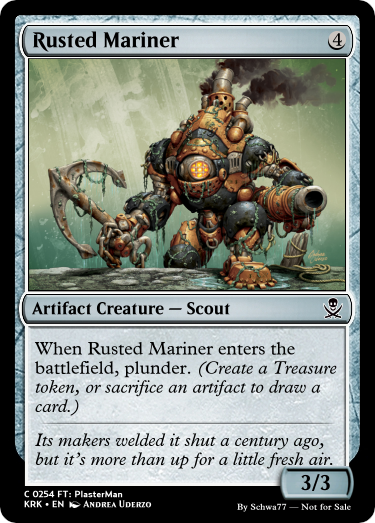 Rusted Mariner 4
Artifact Creature — Scout
When Rusted Mariner enters the
battlefield, plunder. (Create a Treasure
token, or sacrifice an artifact to draw a
card.)
Its makers welded it shut a century ago,
but it's more than up for a little fresh air.
3/3
C 0254 FT: PlasterMan
KRK • EN Andrea Uderzo
By Schwa77 — Not for Sale